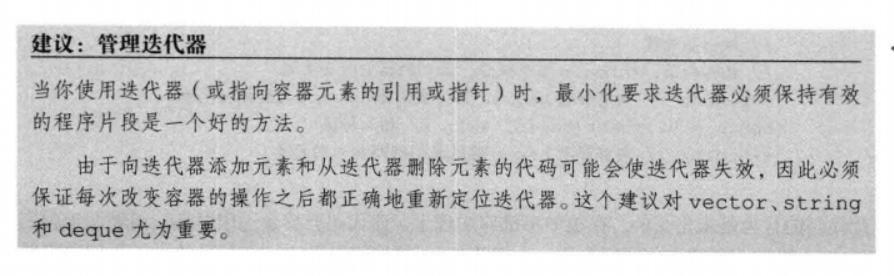 建议：管理迭代器
当你使用迭代器（或指向容器元素的引用或指针）时，最小化要求迭代器必须保持有效
的程序片段是一个好的方法。
由于向迭代器添加元素和从迭代器删除元素的代码可能会使迭代器失效，因此必须
保证每次改变容器的操作之后都正确地重新定位迭代器。这个建议对 vector、string
和 deque 尤为重要。